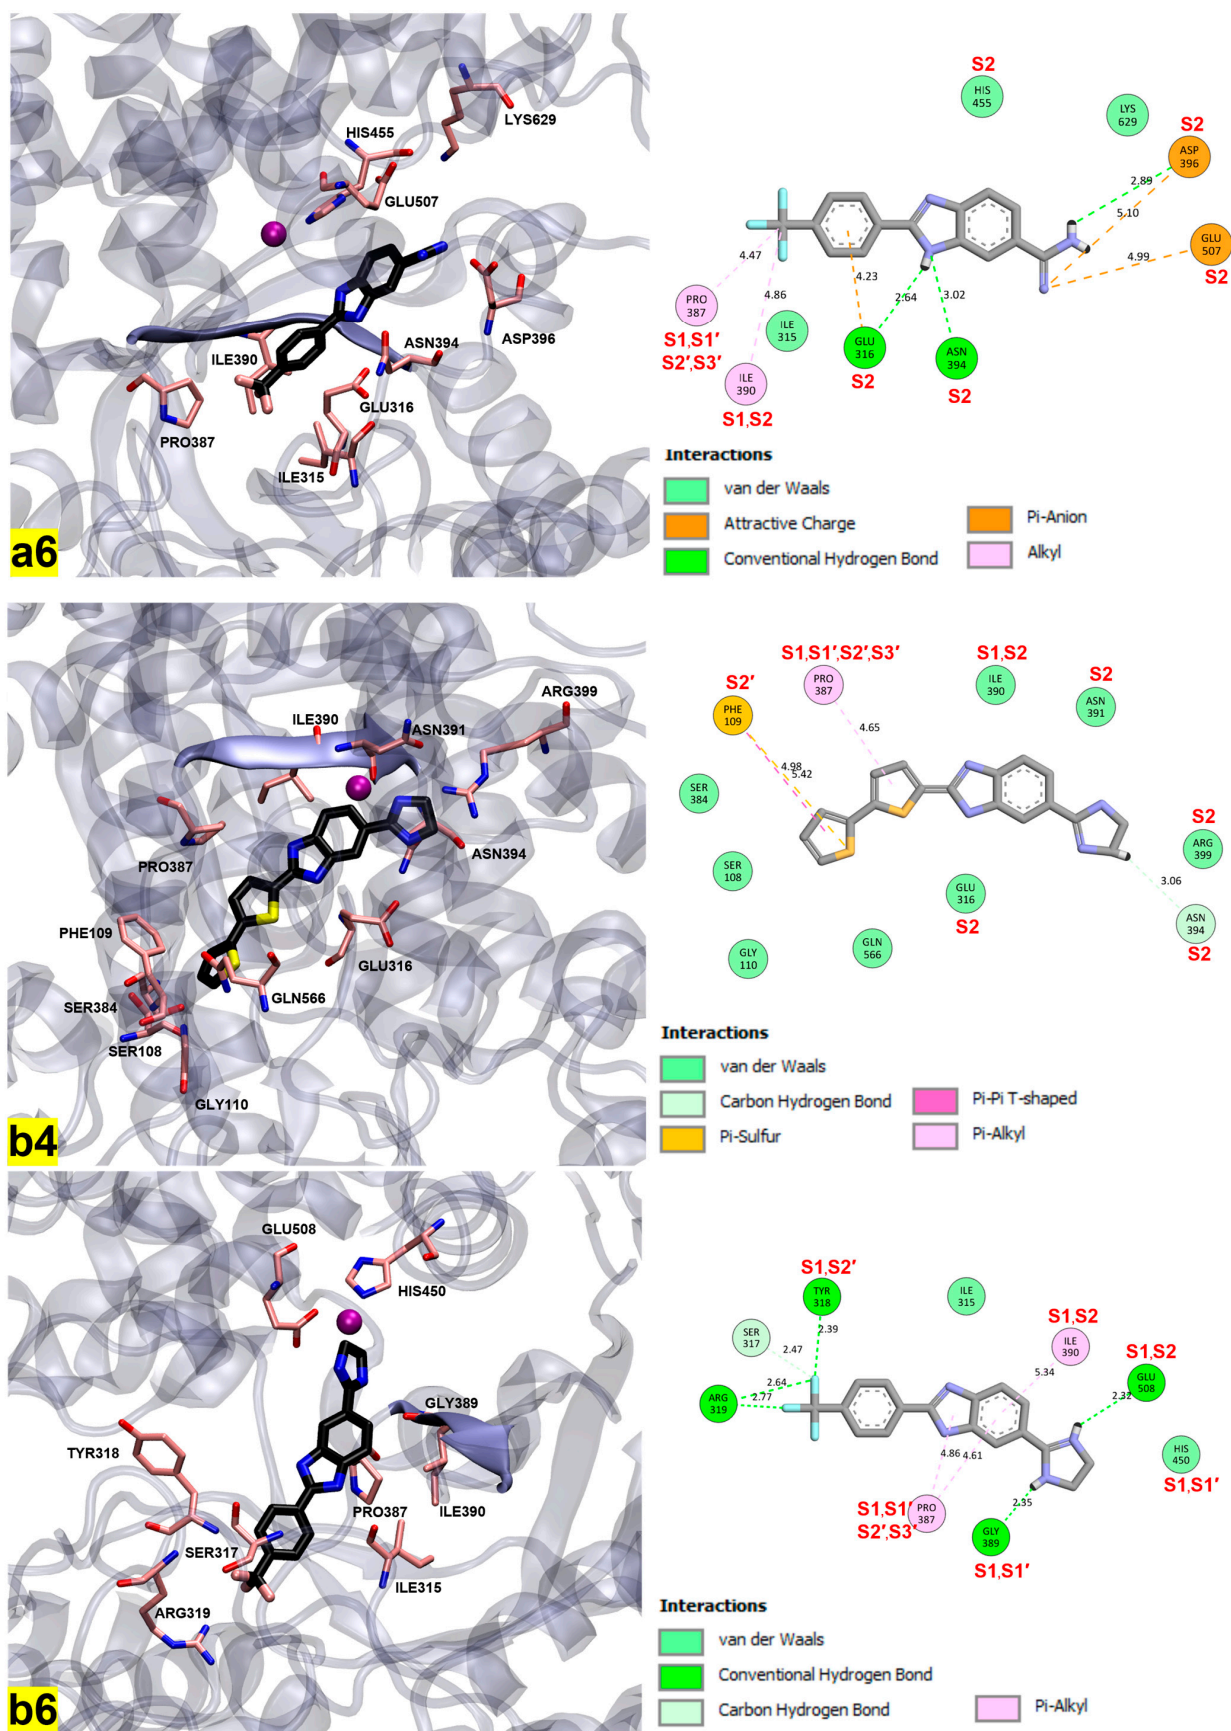 LYS629
HIS455
GLU507
ILE390
ASN394
ASP396
GLU316
PRO387
ILE315
a6
S2
HIS
455
LYS
629
S2
ASP
396
2.89
5.10
GLU
507
4.99
S2
4.47
4.23
2.64
3.02
4.86
PRO
387
S1,S1′
S2′,S3′
ILE
315
GLU
316
S2
ASN
394
S2
ILE
390
S1,S2
Interactions
van der Waals
Attractive Charge
Conventional Hydrogen Bond
Pi-Anion
Alkyl
ARG399
ILE390
ASN391
PRO387
ASN394
PHE109
GLU316
GLN566
SER384
SER108
GLY110
b4
S1,S1′,S2′,S3′
PRO
387
S1,S2
ILE
390
S2
ASN
391
S2′
PHE
109
4.65
4.98
5.42
SER
384
SER
108
GLY
110
GLN
566
GLU
316
S2
S2
ARG
399
3.06
ASN
394
S2
Interactions
van der Waals
Carbon Hydrogen Bond
Pi-Sulfur
Pi-Pi T-shaped
Pi-Alkyl
GLU508
HIS450
GLY389
TYR318
PRO387
ILE390
SER317
ILE315
ARG319
b6
S1,S2′
TYR
318
ILE
315
S1,S2
ILE
390
S1,S2
GLU
508
SER
317
2.47
2.39
5.34
2.32
ARG
319
2.64
2.77
HIS
450
S1,S1′
4.86
4.61
2.35
S1,S1′
S2′,S3′
PRO
387
GLY
389
S1,S1′
Interactions
van der Waals
Conventional Hydrogen Bond
Carbon Hydrogen Bond
Pi-Alkyl